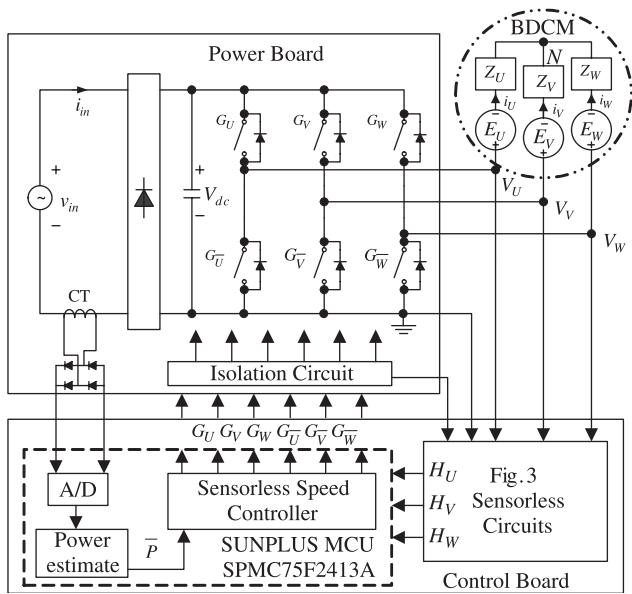 BDCM
Power Board
N
Z_U
Z_V
Z_W
i_in
G_U
G_V
G_W
i_U
i_V
i_W
−
−
−
E_U
E_V
E_W
+
+
+
+
v_in
−
+
V_dc
−
V_U
V_V
V_W
G_U̅
G_V̅
G_W̅
CT
Isolation Circuit
G_U G_V G_W G_U̅ G_V̅ G_W̅
A/D
Sensorless Speed
Controller
H_U
H_V
H_W
Fig. 3
Sensorless
Circuits
Power
estimate
P̅
SUNPLUS MCU
SPMC75F2413A
Control Board